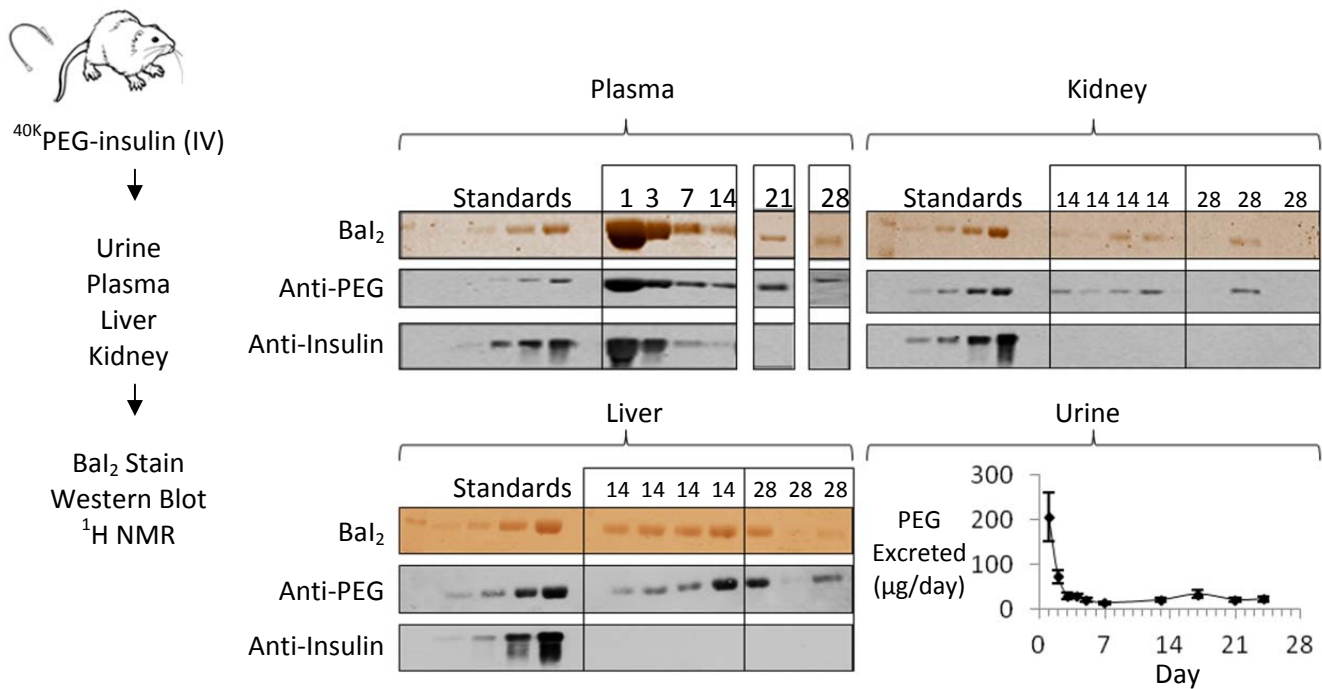 ⁴⁰ᴷPEG-insulin (IV)
Urine
Plasma
Liver
Kidney
BaI₂ Stain
Western Blot
¹H NMR
Plasma
Standards 1 3 7 14 21 28
BaI₂
Anti-PEG
Anti-Insulin
Kidney
Standards 14 14 14 14 28 28 28
Liver
Standards 14 14 14 14 28 28 28
BaI₂
Anti-PEG
Anti-Insulin
Urine
PEG
Excreted
(µg/day)
300
200
100
0
0 7 14 21 28
Day